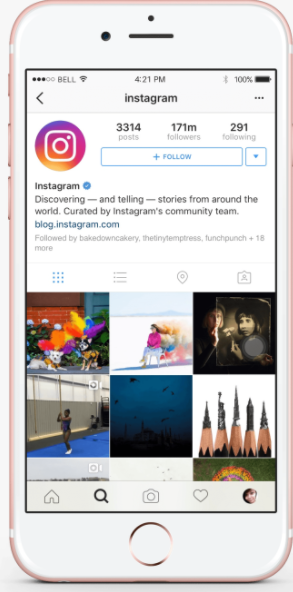 ●●●○○ BELL 4:21 PM 100%
instagram ...
3314 171m 291
posts followers following
+ FOLLOW
Instagram
Discovering — and telling — stories from around the
world. Curated by Instagram's community team.
blog.instagram.com
Followed by bakedowncakery, thetinytemptress, funchpunch + 18
more